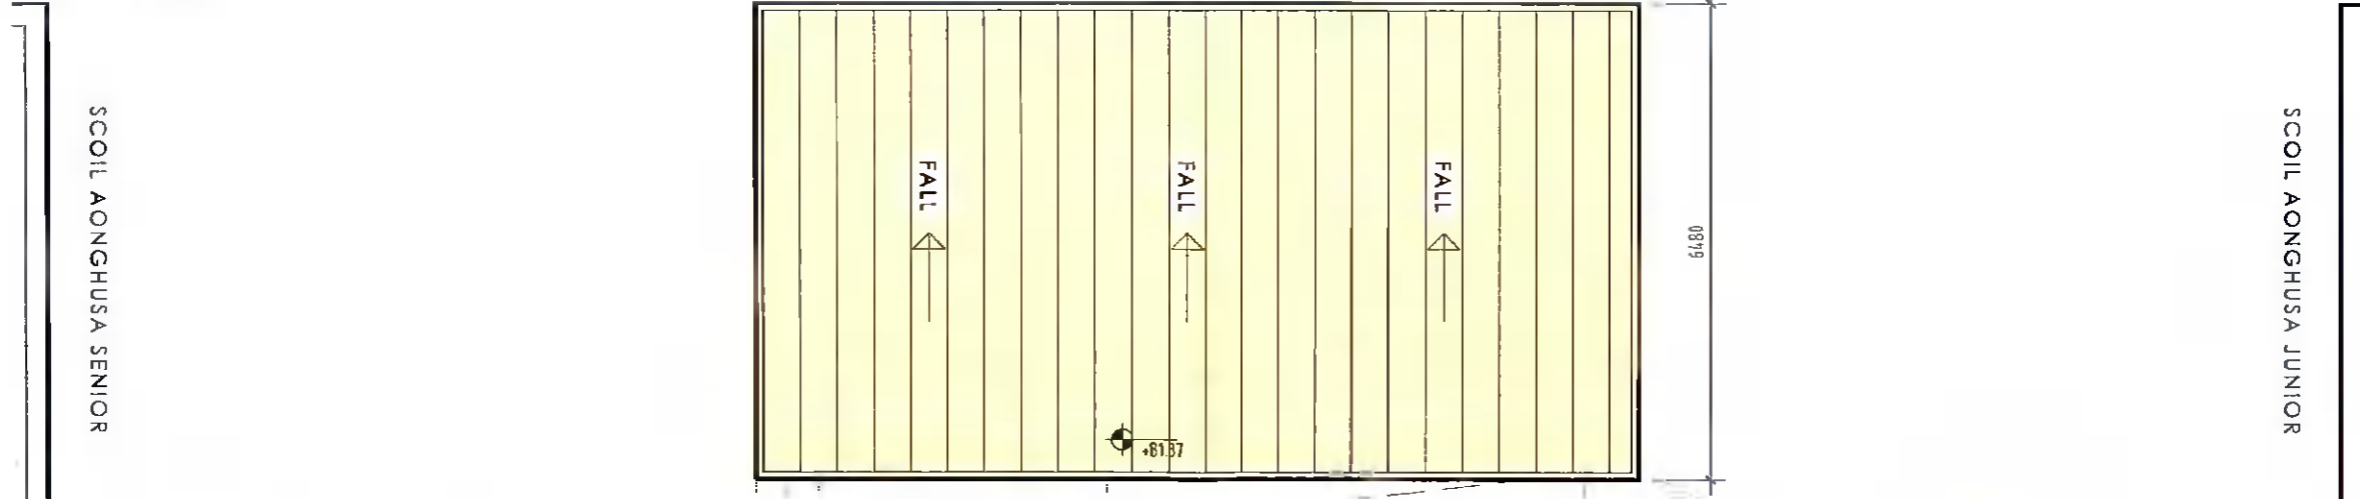 SCOIL AONGHUSA SENIOR
FALL
FALL
FALL
+81.37
6480
SCOIL AONGHUSA JUNIOR